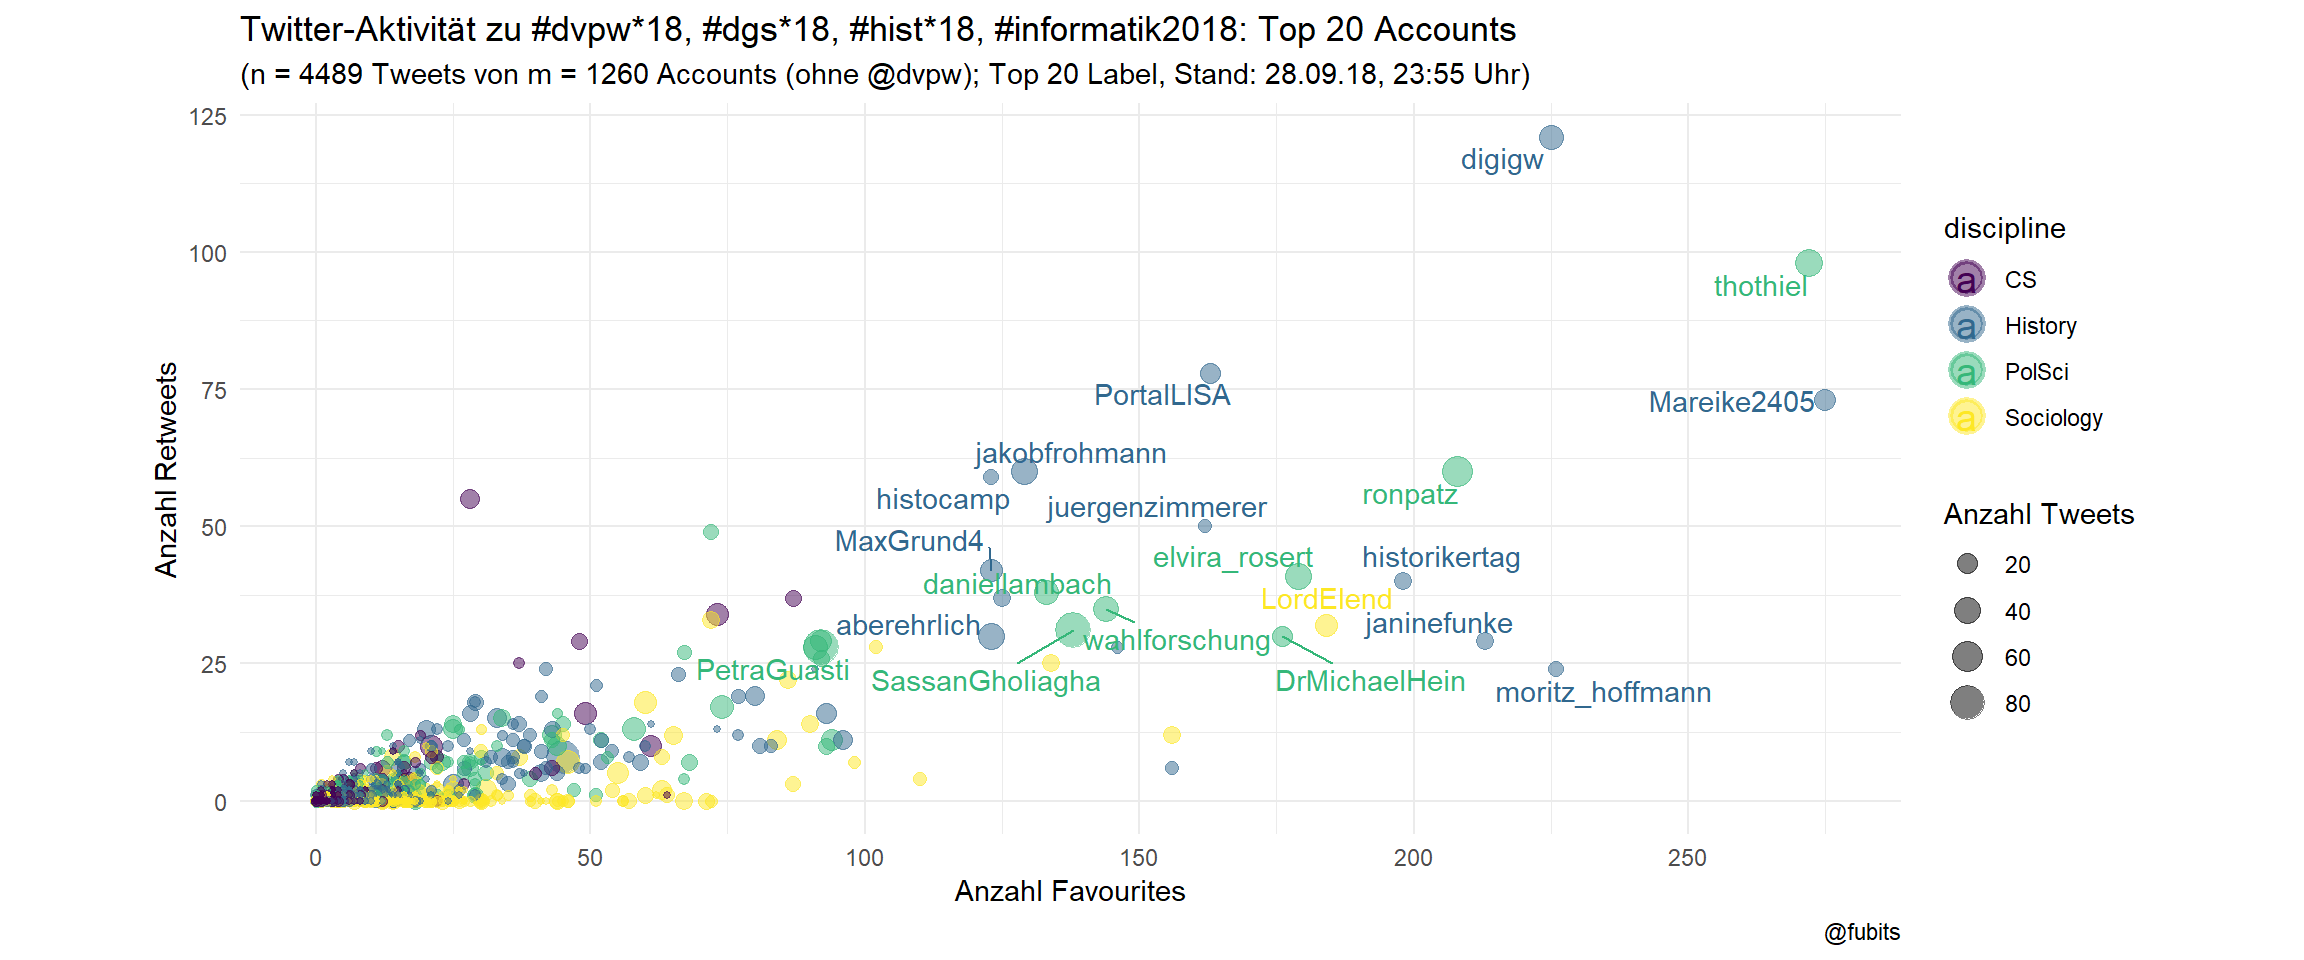 Twitter-Aktivität zu #dvpw*18, #dgs*18, #hist*18, #informatik2018: Top 20 Accounts
(n = 4489 Tweets von m = 1260 Accounts (ohne @dvpw); Top 20 Label, Stand: 28.09.18, 23:55 Uhr)
Anzahl Retweets
125
100
75
50
25
0
digigw
thothiel
PortalLISA
Mareike2405
jakobfrohmann
histocamp
ronpatz
juergenzimmerer
MaxGrund4
elvira_rosert
historikertag
daniellambach
LordElend
aberehrlich
janinefunke
wahlforschung
PetraGuasti
SassanGholiagha
DrMichaelHein
moritz_hoffmann
0
50
100
150
200
250
Anzahl Favourites
discipline
a CS
a History
a PolSci
a Sociology
Anzahl Tweets
20
40
60
80
@fubits